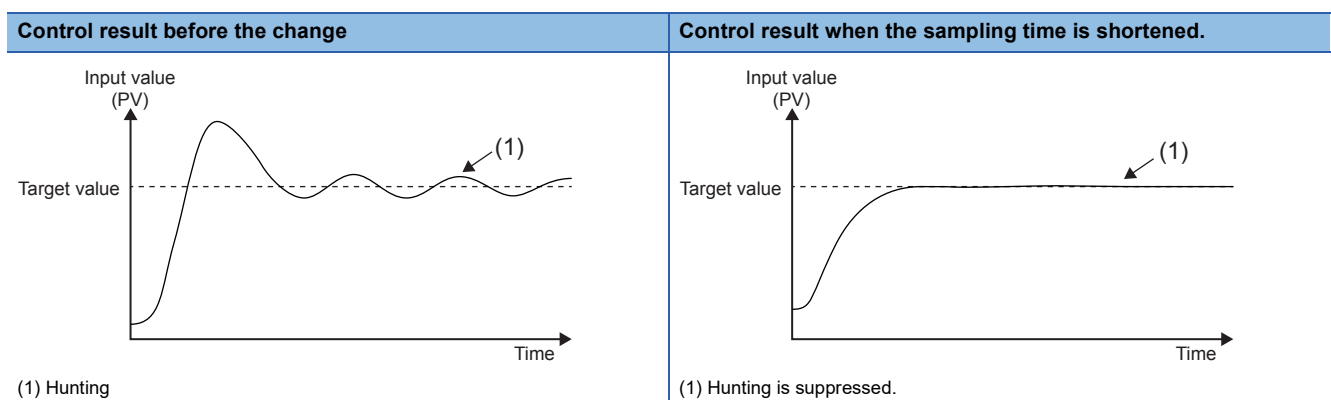 Control result before the change
Input value
(PV)
(1)
Target value
Time
(1) Hunting
Control result when the sampling time is shortened.
Input value
(PV)
(1)
Target value
Time
(1) Hunting is suppressed.